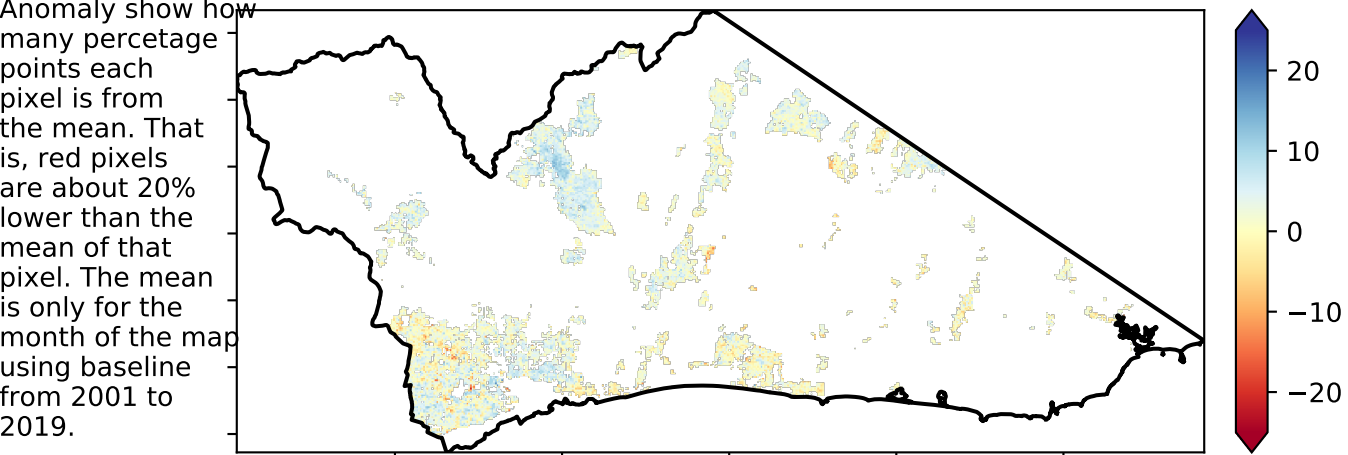 Anomaly show how
many percetage
points each
pixel is from
the mean. That
is, red pixels
are about 20%
lower than the
mean of that
pixel. The mean
is only for the
month of the map
using baseline
from 2001 to
2019.
20
10
0
−10
−20